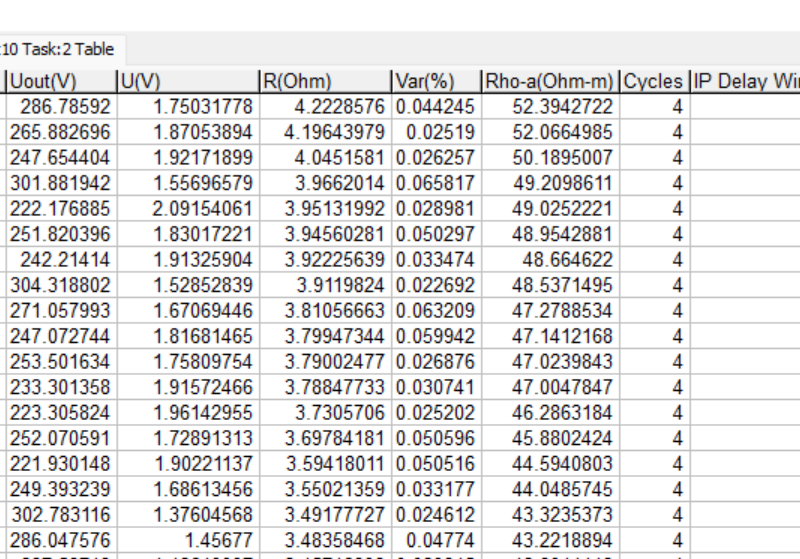 :10 Task:2 Table
Uout(V) U(V) R(Ohm) Var(%) Rho-a(Ohm-m) Cycles IP Delay
286.78592 1.75031778 4.2228576 0.044245 52.3942722 4
265.882696 1.87053894 4.19643979 0.02519 52.0664985 4
247.654404 1.92171899 4.0451581 0.026257 50.1895007 4
301.881942 1.55696579 3.9662014 0.065817 49.2098611 4
222.176885 2.09154061 3.95131992 0.028981 49.0252221 4
251.820396 1.83017221 3.94560281 0.050297 48.9542881 4
242.21414 1.91325904 3.92225639 0.033474 48.664622 4
304.318802 1.52852839 3.9119824 0.022692 48.5371495 4
271.057993 1.67069446 3.81056663 0.063209 47.2788534 4
247.072744 1.81681465 3.79947344 0.059942 47.1412168 4
253.501634 1.75809754 3.79002477 0.026876 47.0239843 4
233.301358 1.91572466 3.78847733 0.030741 47.0047847 4
223.305824 1.96142955 3.7305706 0.025202 46.2863184 4
252.070591 1.72891313 3.69784181 0.050596 45.8802424 4
221.930148 1.90221137 3.59418011 0.050516 44.5940803 4
249.393239 1.68613456 3.55021359 0.033177 44.0485745 4
302.783116 1.37604568 3.49177727 0.024612 43.3235373 4
286.047576 1.45677 3.48358468 0.04774 43.2218894 4